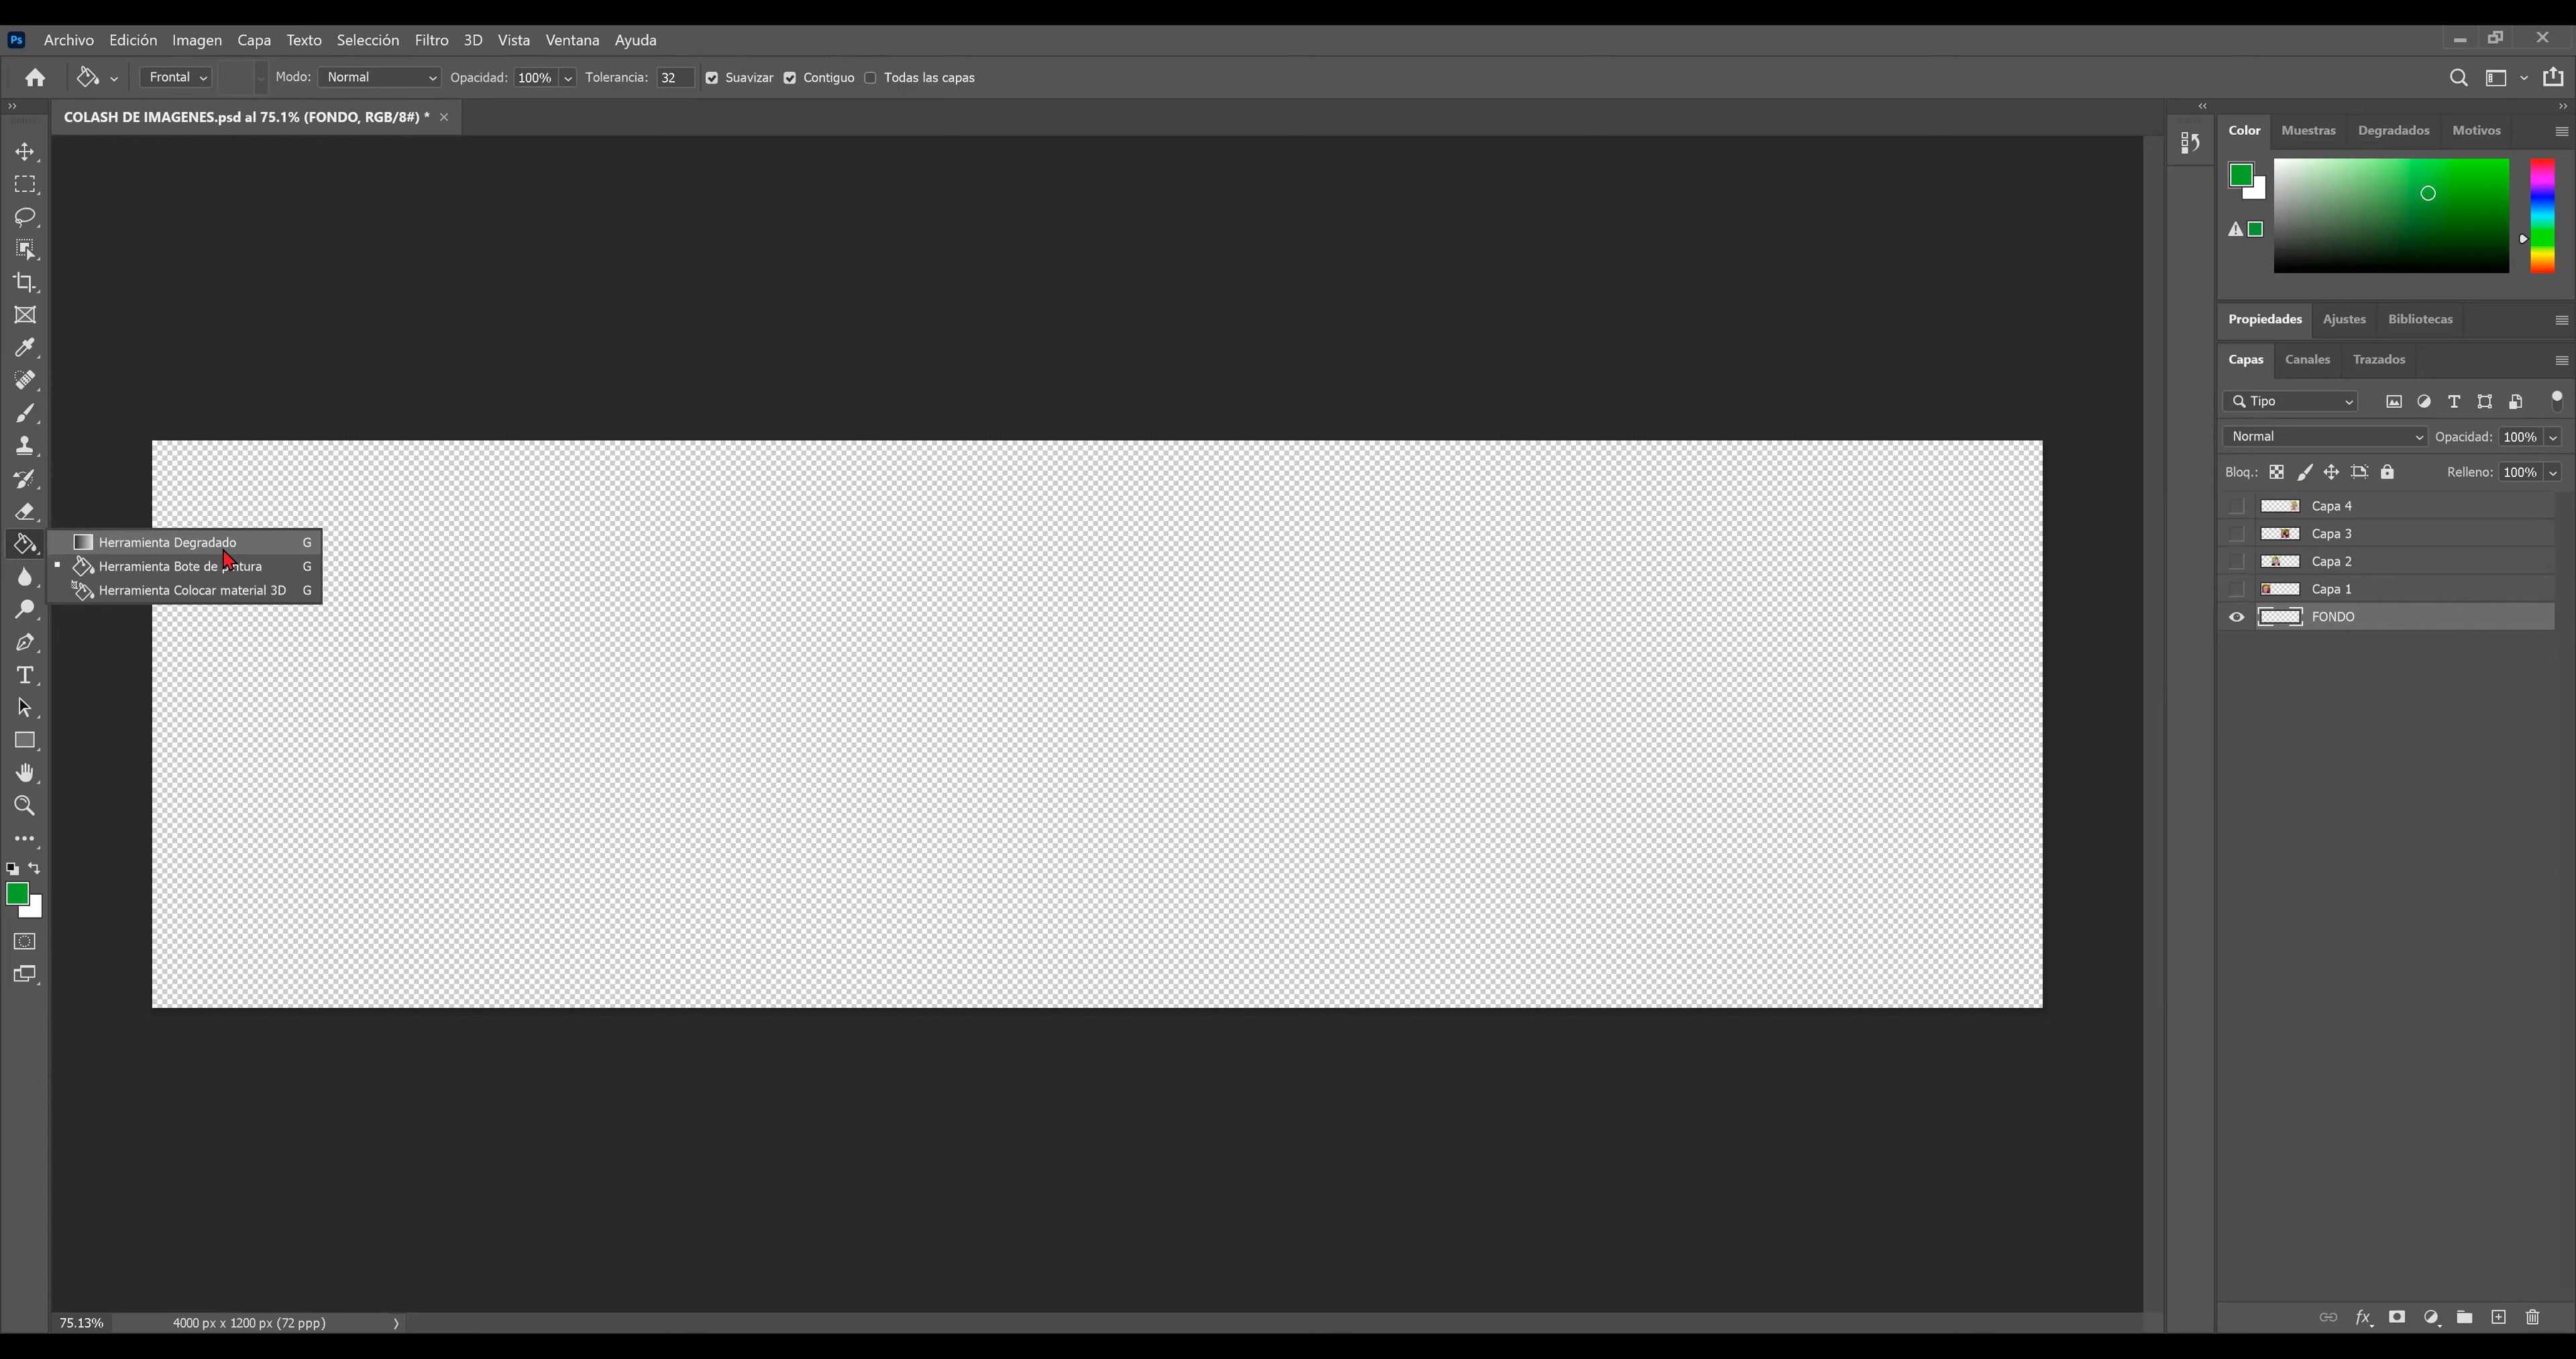 Ps Archivo Edición Imagen Capa Texto Selección Filtro 3D Vista Ventana Ayuda
Frontal Modo: Normal Opacidad: 100% Tolerancia: 32 Suavizar Contiguo Todas las capas
COLASH DE IMAGENES.psd al 75.1% (FONDO, RGB/8#) *
Color Muestras Degradados Motivos
Propiedades Ajustes Bibliotecas
Capas Canales Trazados
Tipo
Normal Opacidad: 100%
Bloq.: Relleno: 100%
Capa 4
Capa 3
Capa 2
Capa 1
FONDO
Herramienta Degradado G
Herramienta Bote de G
Herramienta Colocar material 3D G
75.13% 4000 px x 1200 px (72 ppp)
fx